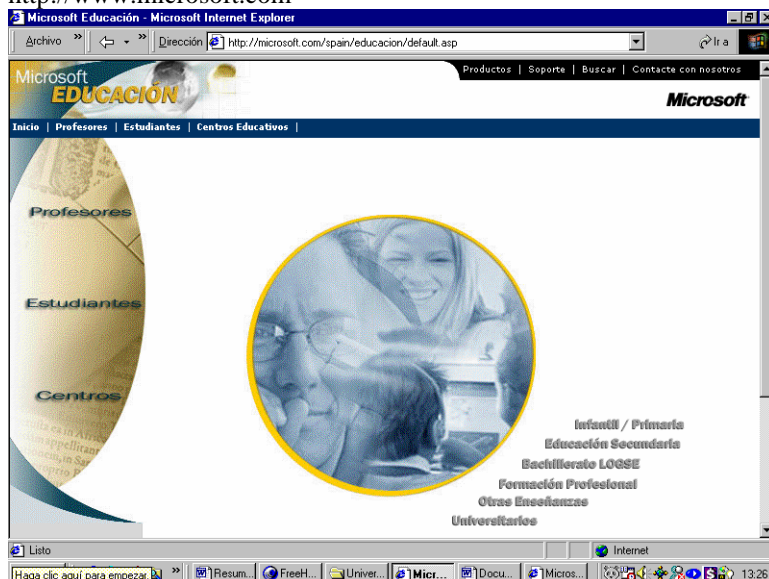 http://www.microsoft.com
Microsoft Educación - Microsoft Internet Explorer
Archivo » » Dirección http://microsoft.com/spain/educacion/default.asp Ir a
Productos | Soporte | Buscar | Contacte con nosotros
Microsoft
EDUCACIÓN
Microsoft
Inicio | Profesores | Estudiantes | Centros Educativos |
Profesores
Estudiantes
Centros
Infantil / Primaria
Educación Secundaria
Bachillerato LOGSE
Formación Profesional
Otras Enseñanzas
Universitarios
Listo Internet
Haga clic aquí para empezar. » Resum... FreeH... Univer... Micr... Docu... Micros... 13:26